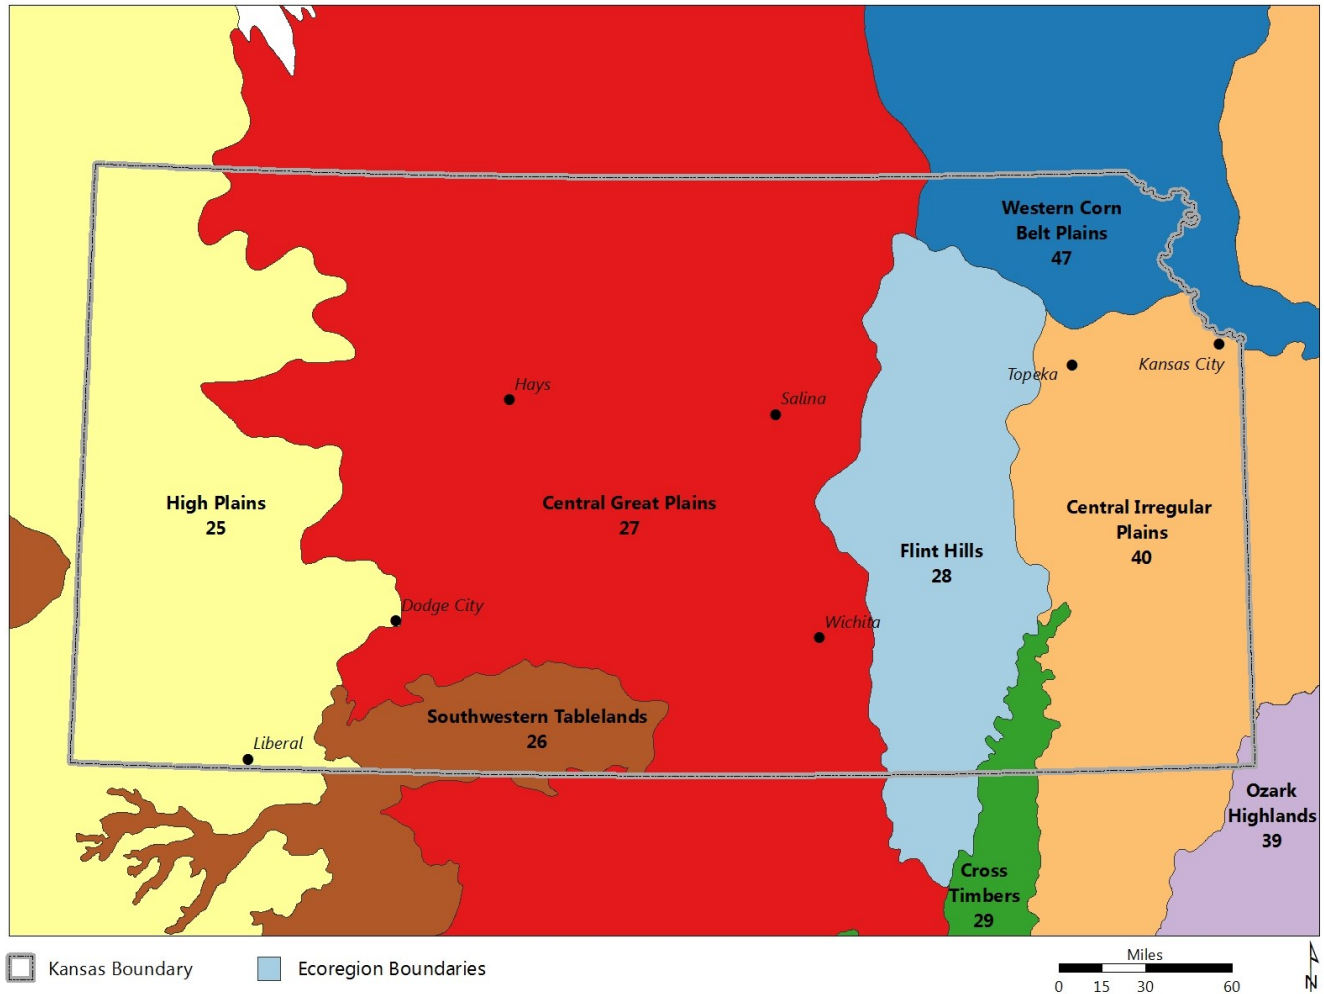 Western Corn
Belt Plains
47
Kansas City
Topeka
Hays
Salina
High Plains
25
Central Great Plains
27
Central Irregular
Plains
40
Flint Hills
28
Dodge City
Wichita
Southwestern Tablelands
26
Liberal
Ozark
Highlands
39
Cross
Timbers
29
Kansas Boundary
Ecoregion Boundaries
Miles
0 15 30 60
N